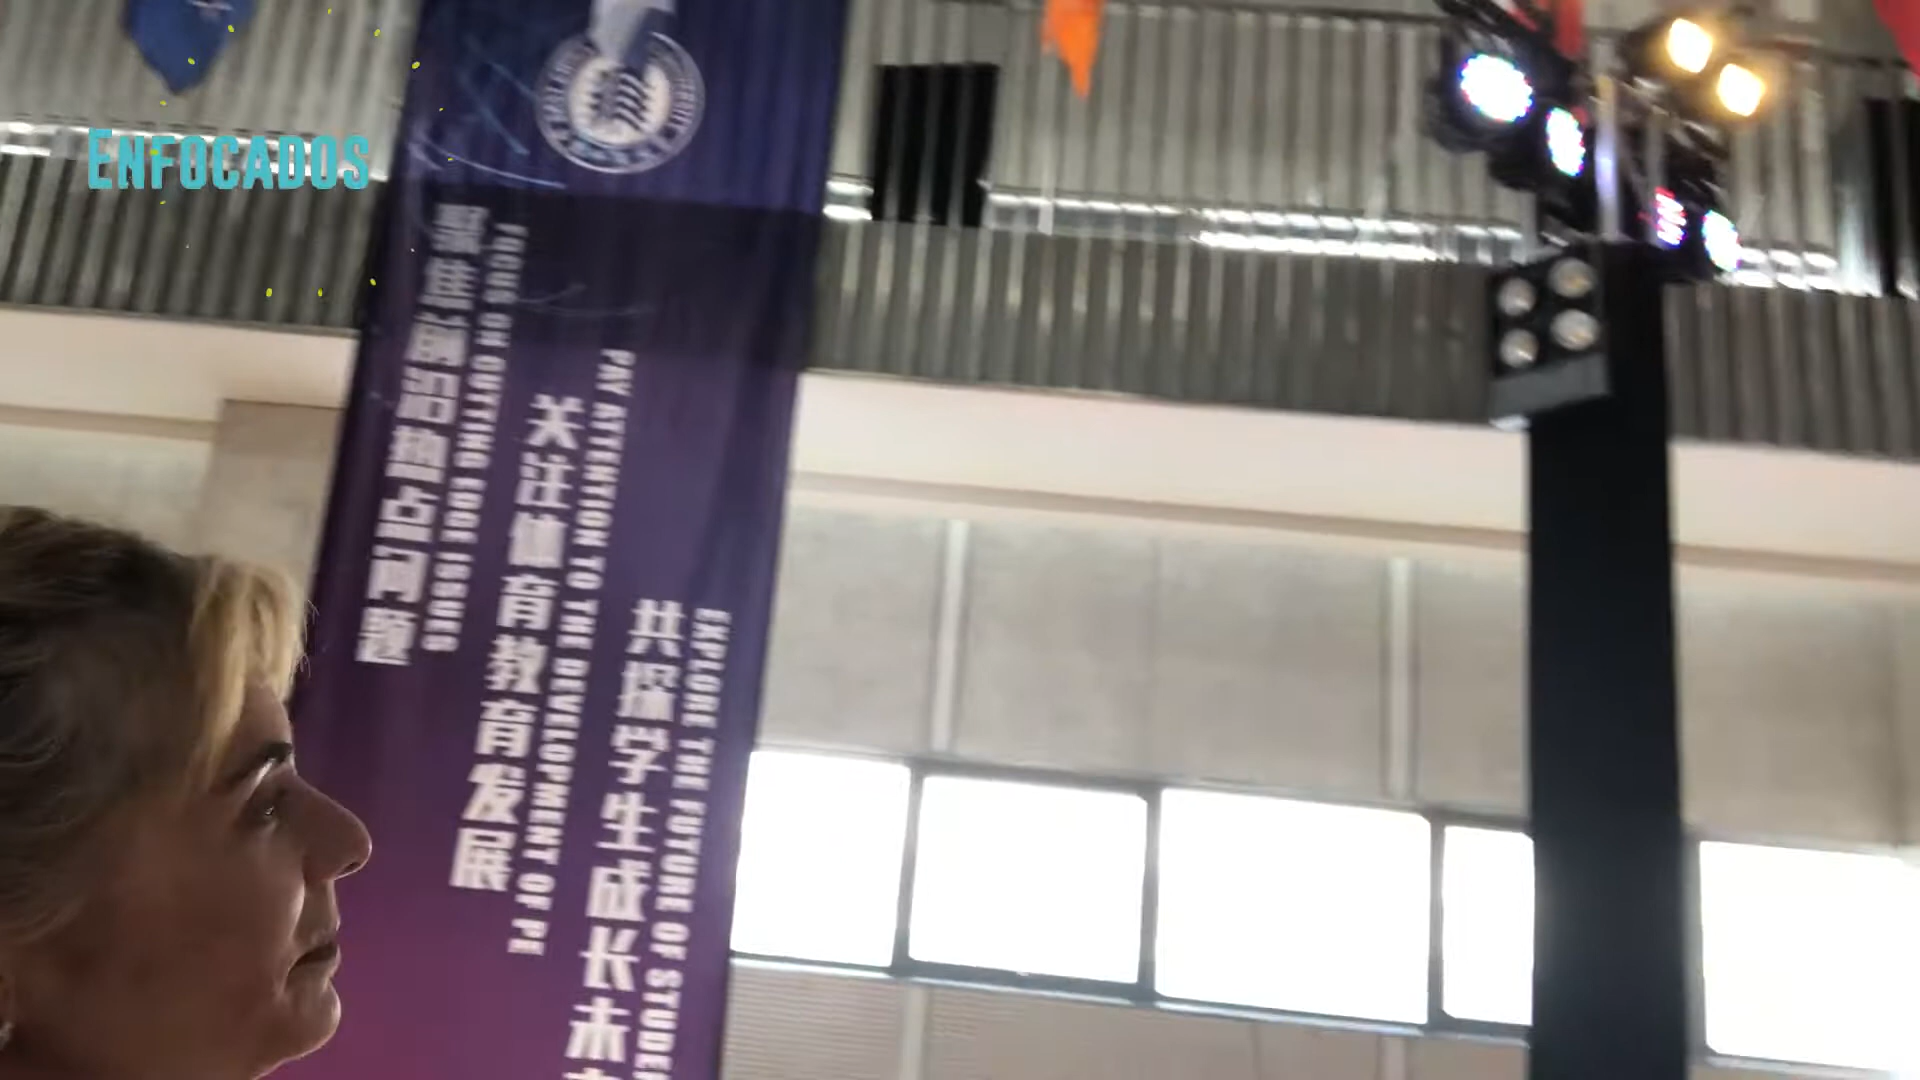 ENFOCADOS
聚焦前沿热点问题
FOCUS ON CUTTING EDGE ISSUES
关注体育教育发展
PAY ATTENTION TO THE DEVELOPMENT OF PE
共探学生成长未
EXPLORE THE FUTURE OF STUDE